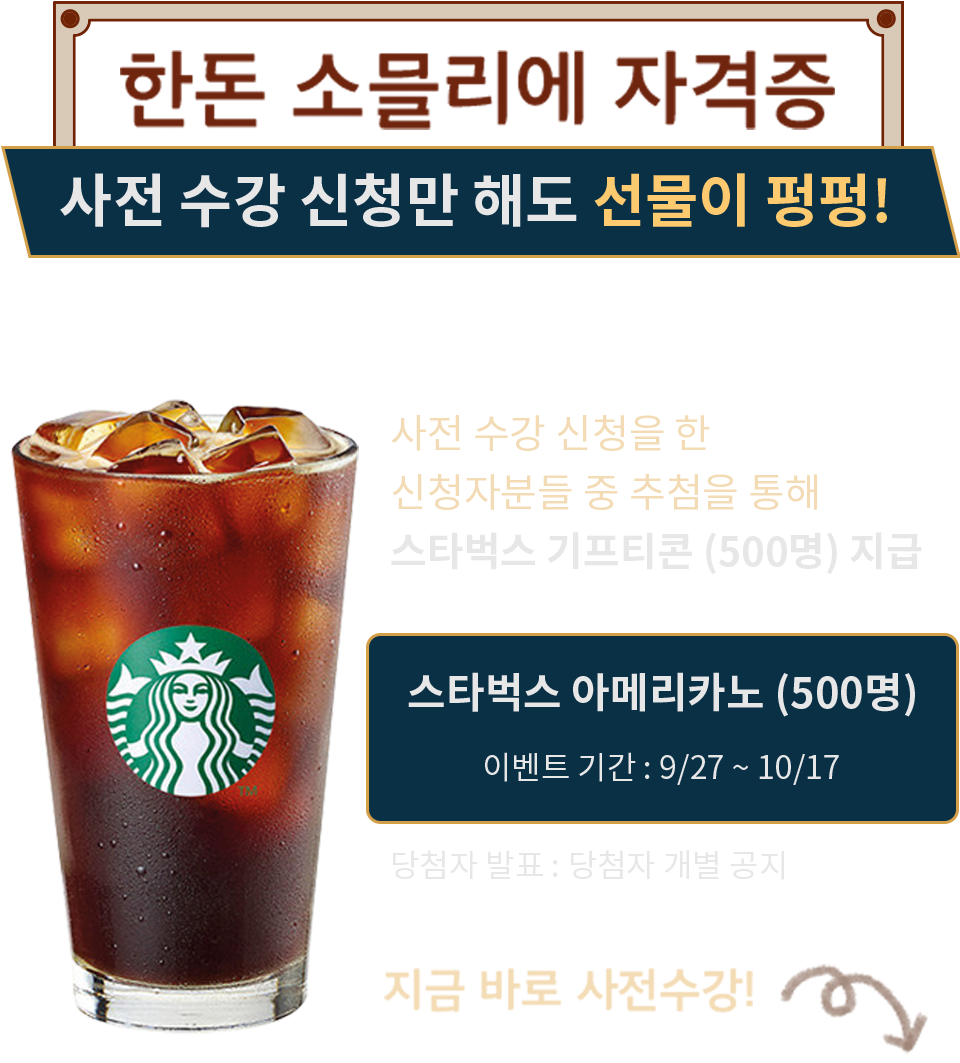 한돈 소믈리에 자격증
사전 수강 신청만 해도 선물이 펑펑!
사전 수강 신청을 한
신청자분들 중 추첨을 통해
스타벅스 기프티콘 (500명) 지급
스타벅스 아메리카노 (500명)
이벤트 기간 : 9/27 ~ 10/17
당첨자 발표 : 당첨자 개별 공지
지금 바로 사전수강!
TM